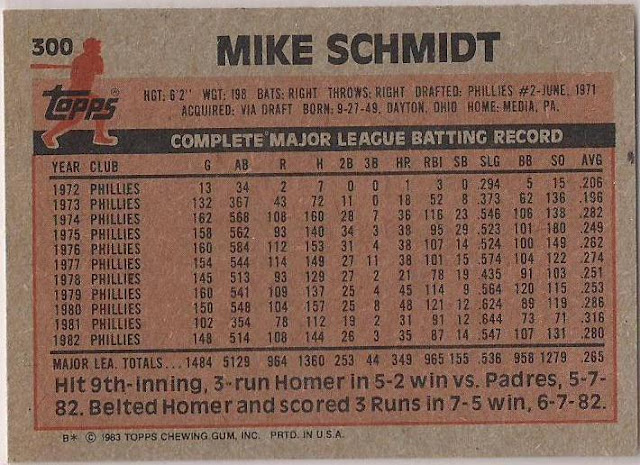 300 MIKE SCHMIDT
Topps®
HGT: 6'2" WGT: 198 BATS: RIGHT THROWS: RIGHT DRAFTED: PHILLIES #2-JUNE, 1971
ACQUIRED: VIA DRAFT BORN: 9-27-49, DAYTON, OHIO HOME: MEDIA, PA.
COMPLETE MAJOR LEAGUE BATTING RECORD
YEAR CLUB G AB R H 2B 3B HR RBI SB SLG BB SO AVG
1972 PHILLIES 13 34 2 7 0 0 1 3 0 .294 5 15 .206
1973 PHILLIES 132 367 43 72 11 0 18 52 8 .373 62 136 .196
1974 PHILLIES 162 568 108 160 28 7 36 116 23 .546 106 138 .282
1975 PHILLIES 158 562 93 140 34 3 38 95 29 .523 101 180 .249
1976 PHILLIES 160 584 112 153 31 4 38 107 14 .524 100 149 .262
1977 PHILLIES 154 544 114 149 27 11 38 101 15 .574 104 122 .274
1978 PHILLIES 145 513 93 129 27 2 21 78 19 .435 91 103 .251
1979 PHILLIES 160 541 109 137 25 4 45 114 9 .564 120 115 .253
1980 PHILLIES 150 548 104 157 25 8 48 121 12 .624 89 119 .286
1981 PHILLIES 102 354 78 112 19 2 31 91 12 .644 73 71 .316
1982 PHILLIES 148 514 108 144 26 3 35 87 14 .547 107 131 .280
MAJOR LEA. TOTALS... 1484 5129 964 1360 253 44 349 965 155 .536 958 1279 .265
Hit 9th-inning, 3-run Homer in 5-2 win vs. Padres, 5-7-
82. Belted Homer and scored 3 Runs in 7-5 win, 6-7-82.
B* © 1983 TOPPS CHEWING GUM, INC. PRTD. IN U.S.A.